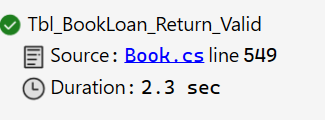 Tbl_BookLoan_Return_Valid
Source: Book.cs line 549
Duration: 2.3 sec